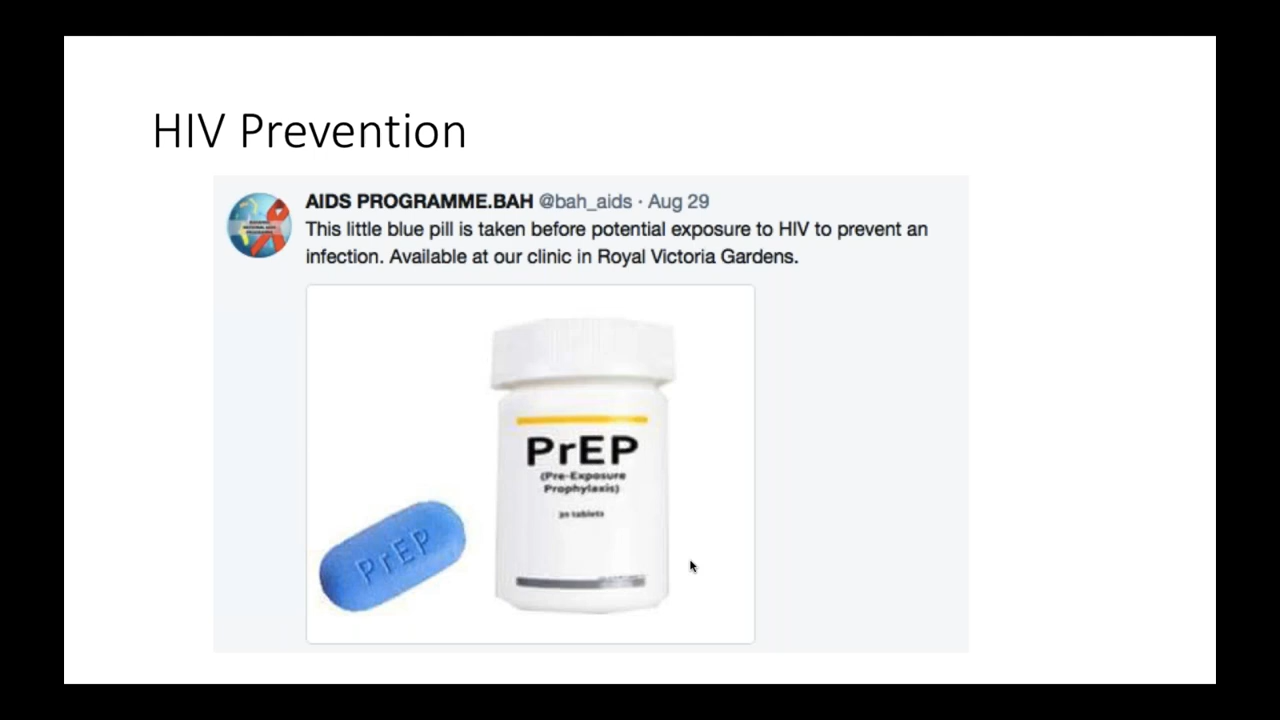 HIV Prevention
AIDS PROGRAMME.BAH @bah_aids · Aug 29
This little blue pill is taken before potential exposure to HIV to prevent an
infection. Available at our clinic in Royal Victoria Gardens.
PrEP
(Pre-Exposure
Prophylaxis)
tablets
PrEP